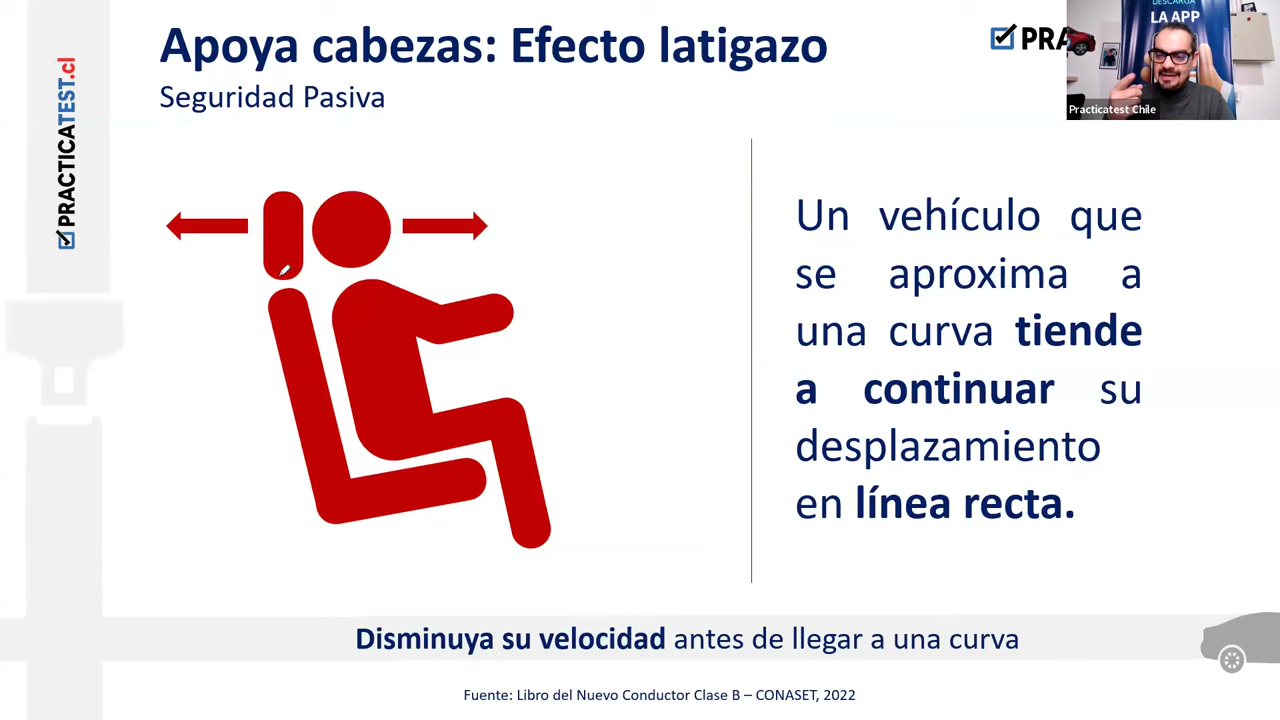 Apoya cabezas: Efecto latigazo
Seguridad Pasiva
PRACTICATEST.cl
PRA
DESCARGA
LA APP
Practicatest Chile
Un vehículo que
se aproxima a
una curva tiende
a continuar su
desplazamiento
en línea recta.
Disminuya su velocidad antes de llegar a una curva
Fuente: Libro del Nuevo Conductor Clase B – CONASET, 2022